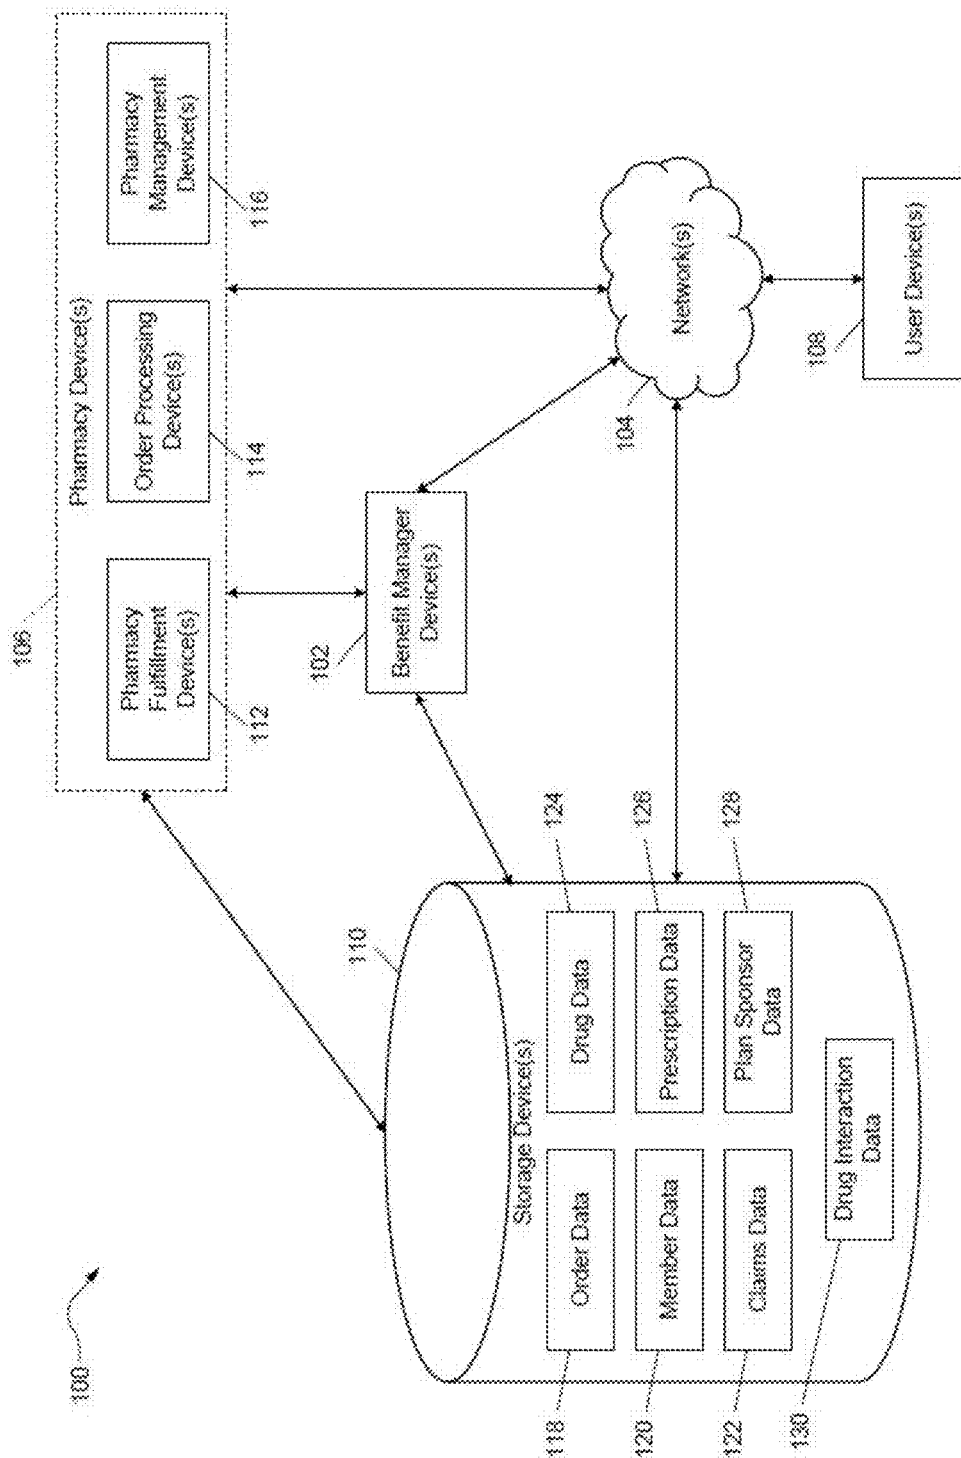 100
106
Pharmacy Device(s)
Pharmacy
Fulfillment
Device(s)
112
Order Processing
Device(s)
114
Pharmacy
Management
Device(s)
116
102
Benefit Manager
Device(s)
110
Storage Device(s)
Order Data
118
Drug Data
124
Member Data
120
Prescription Data
126
Claims Data
122
Plan Sponsor
Data
128
Drug Interaction
Data
130
104
Network(s)
108
User Device(s)